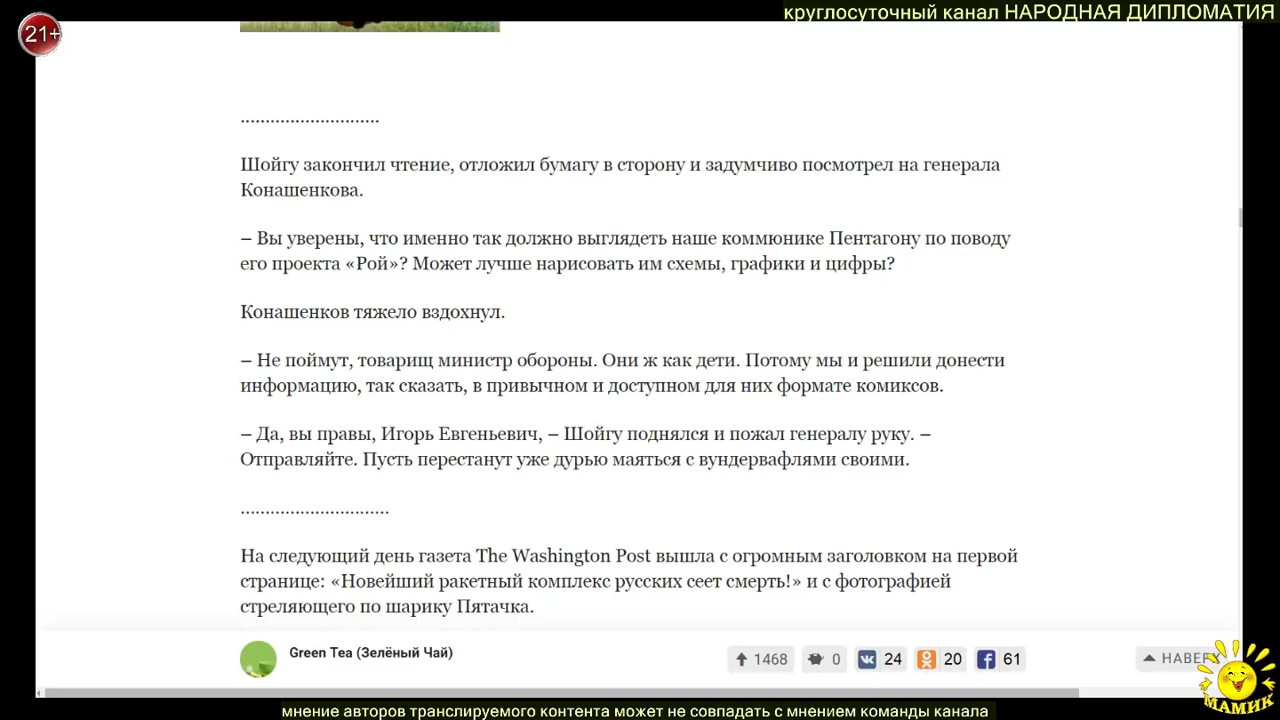 круглосуточный канал НАРОДНАЯ ДИПЛОМАТИЯ
21+
............................
Шойгу закончил чтение, отложил бумагу в сторону и задумчиво посмотрел на генерала
Конашенкова.
– Вы уверены, что именно так должно выглядеть наше коммюнике Пентагону по поводу
его проекта «Рой»? Может лучше нарисовать им схемы, графики и цифры?
Конашенков тяжело вздохнул.
– Не поймут, товарищ министр обороны. Они ж как дети. Потому мы и решили донести
информацию, так сказать, в привычном и доступном для них формате комиксов.
– Да, вы правы, Игорь Евгеньевич, – Шойгу поднялся и пожал генералу руку. –
Отправляйте. Пусть перестанут уже дурью маяться с вундервафлями своими.
..............................
На следующий день газета The Washington Post вышла с огромным заголовком на первой
странице: «Новейший ракетный комплекс русских сеет смерть!» и с фотографией
стреляющего по шарику Пятачка.
Green Tea (Зелёный Чай)
1468 0 24 20 61
МАМИК
мнение авторов транслируемого контента может не совпадать с мнением команды канала